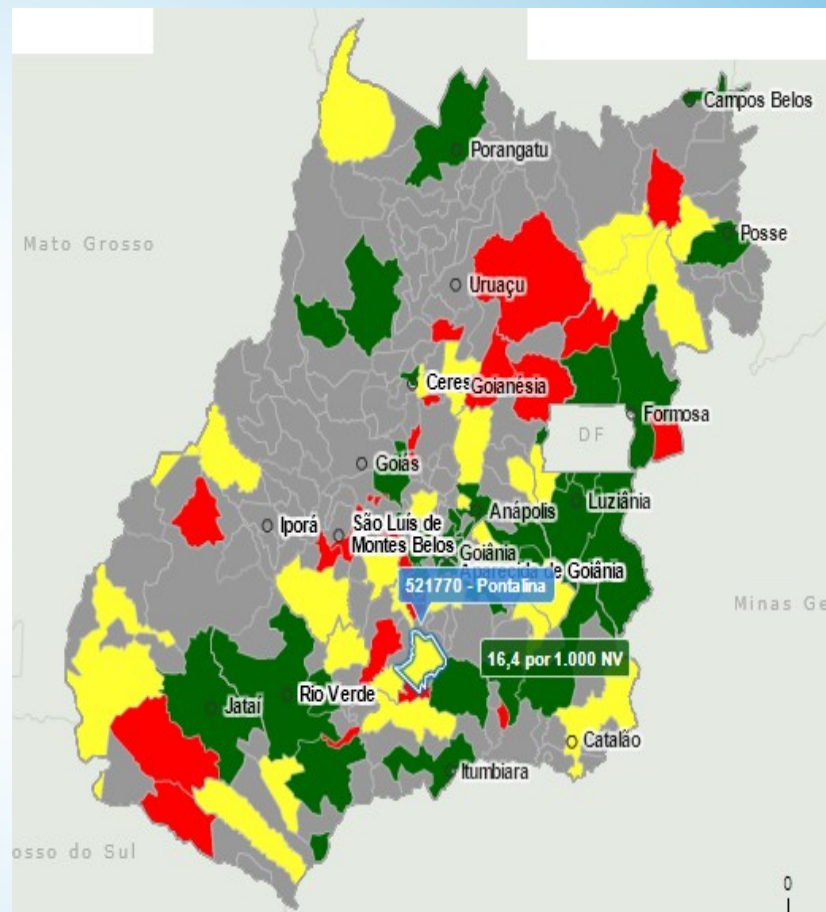 Campos Belos
Porangatu
Mato Grosso
Posse
Uruaçu
Ceres
Goianésia
Formosa
DF
Goiás
Anápolis
Luziânia
Iporá
São Luís de
Montes Belos
Goiânia
Aparecida de Goiânia
521770 - Pontalina
Minas Ge
16,4 por 1.000 NV
Rio Verde
Jataí
Catalão
Itumbiara
osso do Sul
0